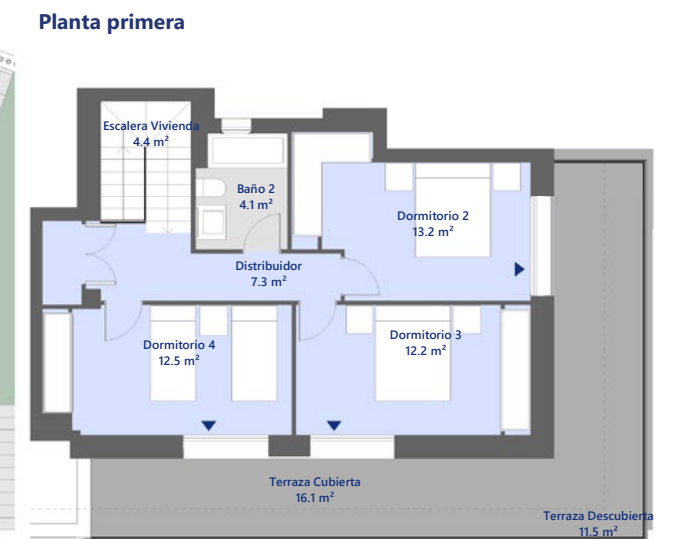 Planta primera
Escalera Vivienda
4.4 m²
Baño 2
4.1 m²
Dormitorio 2
13.2 m²
Distribuidor
7.3 m²
Dormitorio 4
12.5 m²
Dormitorio 3
12.2 m²
Terraza Cubierta
16.1 m²
Terraza Descubierta
11.5 m²